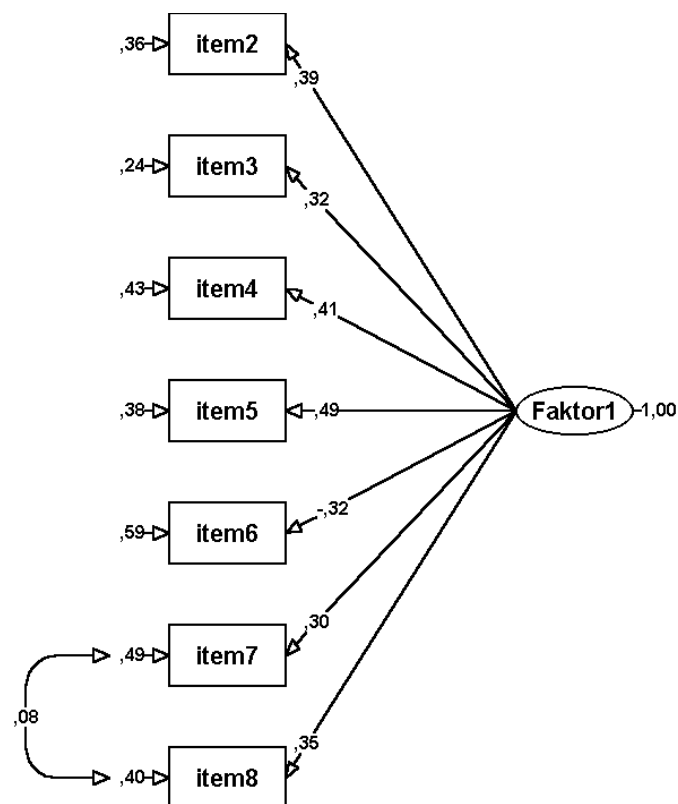 ,36
item2
,39
,24
item3
,32
,43
item4
,41
,38
item5
,49
Faktor1
1,00
,59
item6
-,32
,49
item7
,30
,08
,40
item8
,35